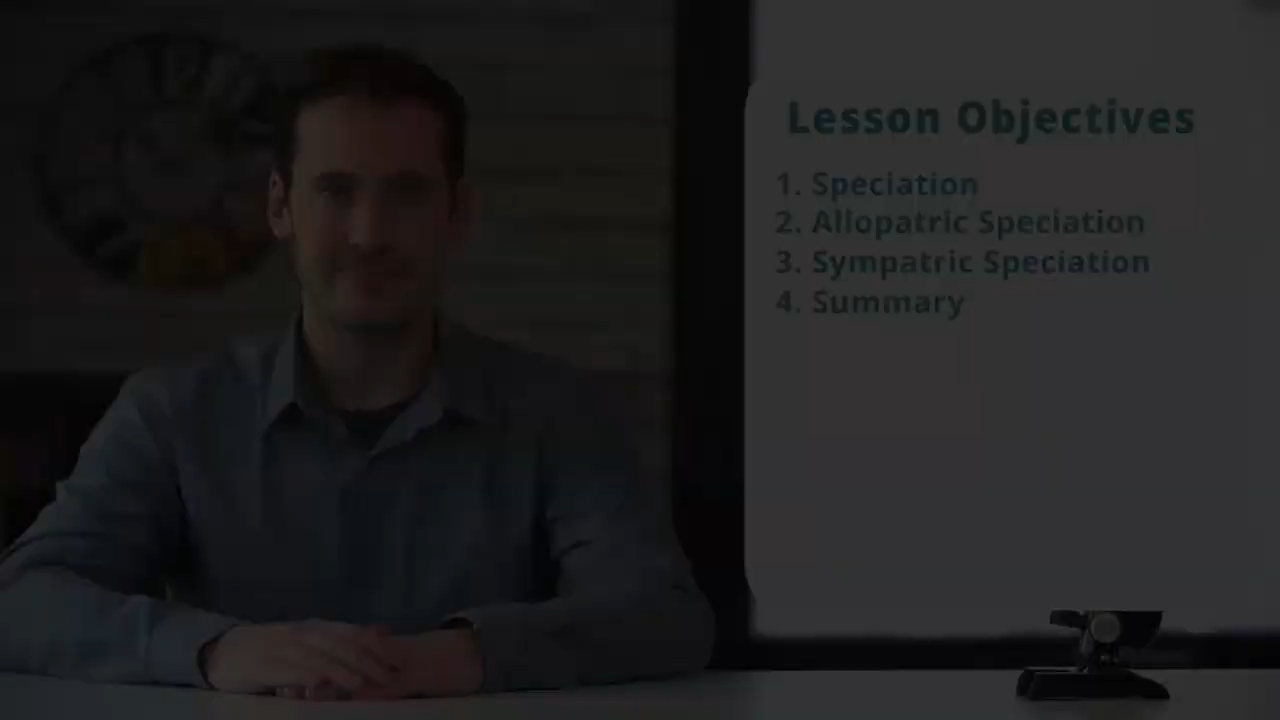 Lesson Objectives
1. Speciation
2. Allopatric Speciation
3. Sympatric Speciation
4. Summary